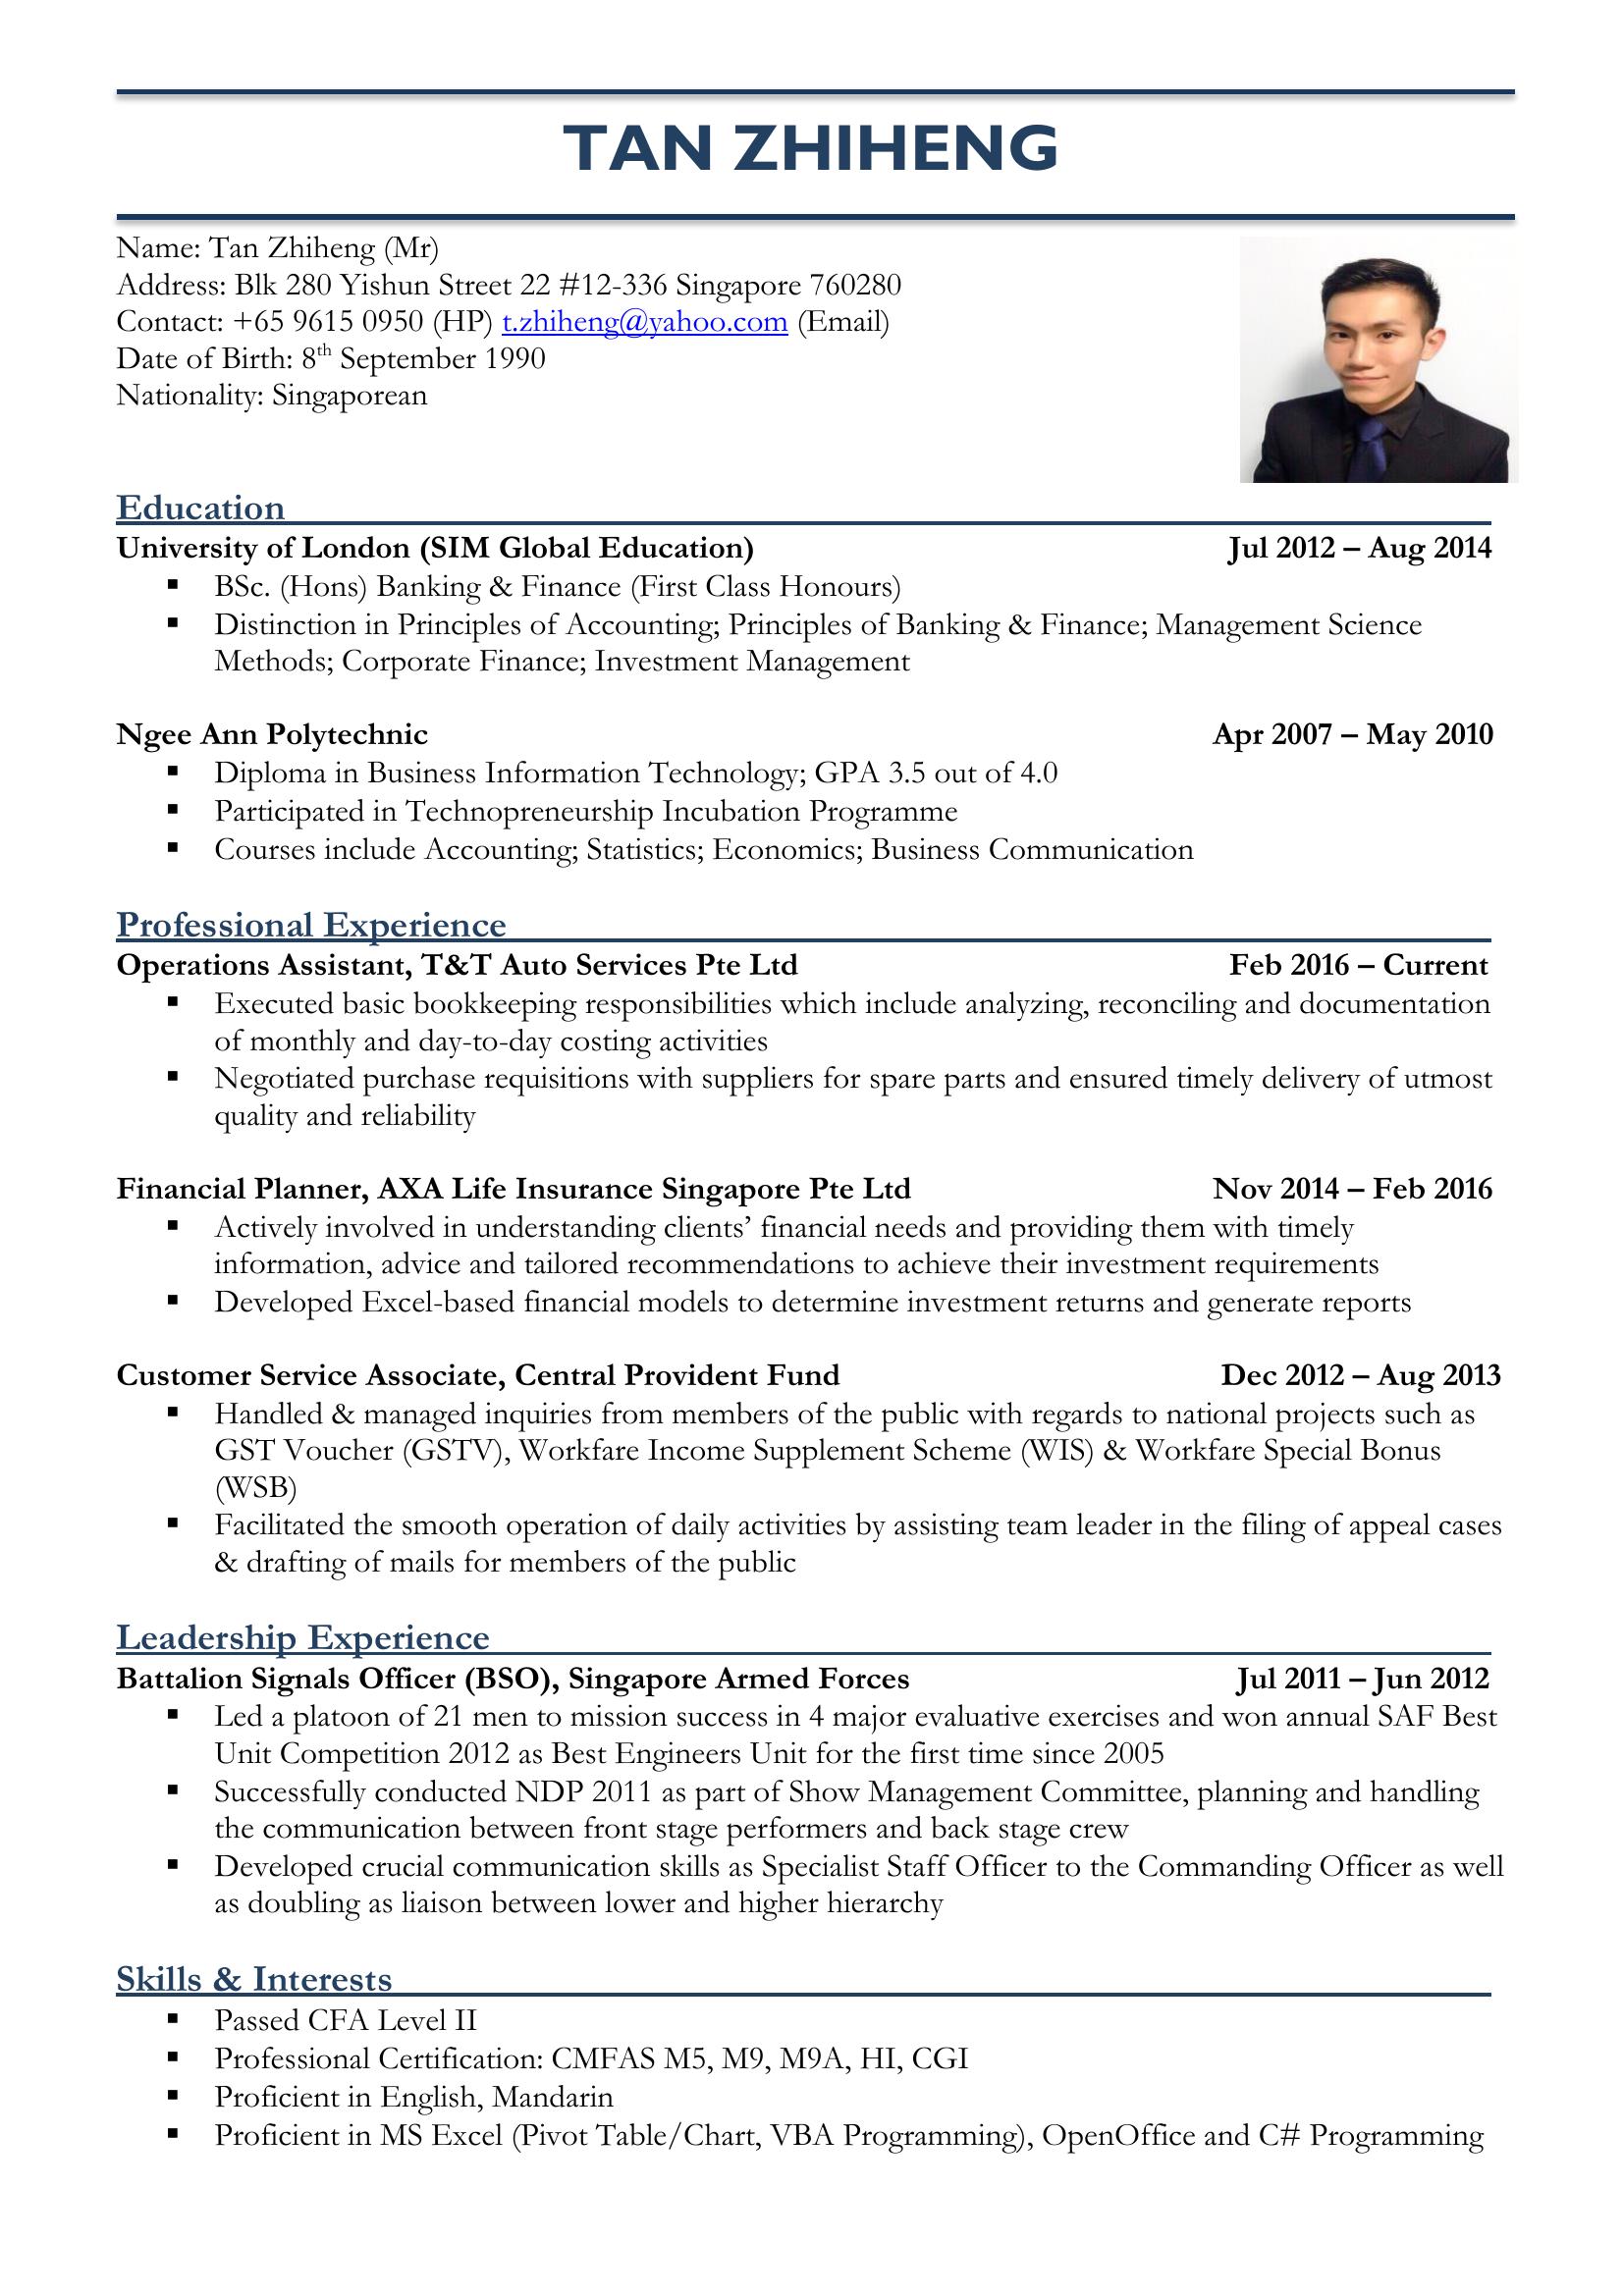 TAN ZHIHENG
Name: Tan Zhiheng (Mr)
Address: Blk 280 Yishun Street 22 #12-336 Singapore 760280
Contact: +65 9615 0950 (HP) t.zhiheng@yahoo.com (Email)
Date of Birth: 8th September 1990
Nationality: Singaporean
Education
University of London (SIM Global Education) Jul 2012 – Aug 2014
▪ BSc. (Hons) Banking & Finance (First Class Honours)
▪ Distinction in Principles of Accounting; Principles of Banking & Finance; Management Science
Methods; Corporate Finance; Investment Management
Ngee Ann Polytechnic Apr 2007 – May 2010
▪ Diploma in Business Information Technology; GPA 3.5 out of 4.0
▪ Participated in Technopreneurship Incubation Programme
▪ Courses include Accounting; Statistics; Economics; Business Communication
Professional Experience
Operations Assistant, T&T Auto Services Pte Ltd Feb 2016 – Current
▪ Executed basic bookkeeping responsibilities which include analyzing, reconciling and documentation
of monthly and day-to-day costing activities
▪ Negotiated purchase requisitions with suppliers for spare parts and ensured timely delivery of utmost
quality and reliability
Financial Planner, AXA Life Insurance Singapore Pte Ltd Nov 2014 – Feb 2016
▪ Actively involved in understanding clients’ financial needs and providing them with timely
information, advice and tailored recommendations to achieve their investment requirements
▪ Developed Excel-based financial models to determine investment returns and generate reports
Customer Service Associate, Central Provident Fund Dec 2012 – Aug 2013
▪ Handled & managed inquiries from members of the public with regards to national projects such as
GST Voucher (GSTV), Workfare Income Supplement Scheme (WIS) & Workfare Special Bonus
(WSB)
▪ Facilitated the smooth operation of daily activities by assisting team leader in the filing of appeal cases
& drafting of mails for members of the public
Leadership Experience
Battalion Signals Officer (BSO), Singapore Armed Forces Jul 2011 – Jun 2012
▪ Led a platoon of 21 men to mission success in 4 major evaluative exercises and won annual SAF Best
Unit Competition 2012 as Best Engineers Unit for the first time since 2005
▪ Successfully conducted NDP 2011 as part of Show Management Committee, planning and handling
the communication between front stage performers and back stage crew
▪ Developed crucial communication skills as Specialist Staff Officer to the Commanding Officer as well
as doubling as liaison between lower and higher hierarchy
Skills & Interests
▪ Passed CFA Level II
▪ Professional Certification: CMFAS M5, M9, M9A, HI, CGI
▪ Proficient in English, Mandarin
▪ Proficient in MS Excel (Pivot Table/Chart, VBA Programming), OpenOffice and C# Programming